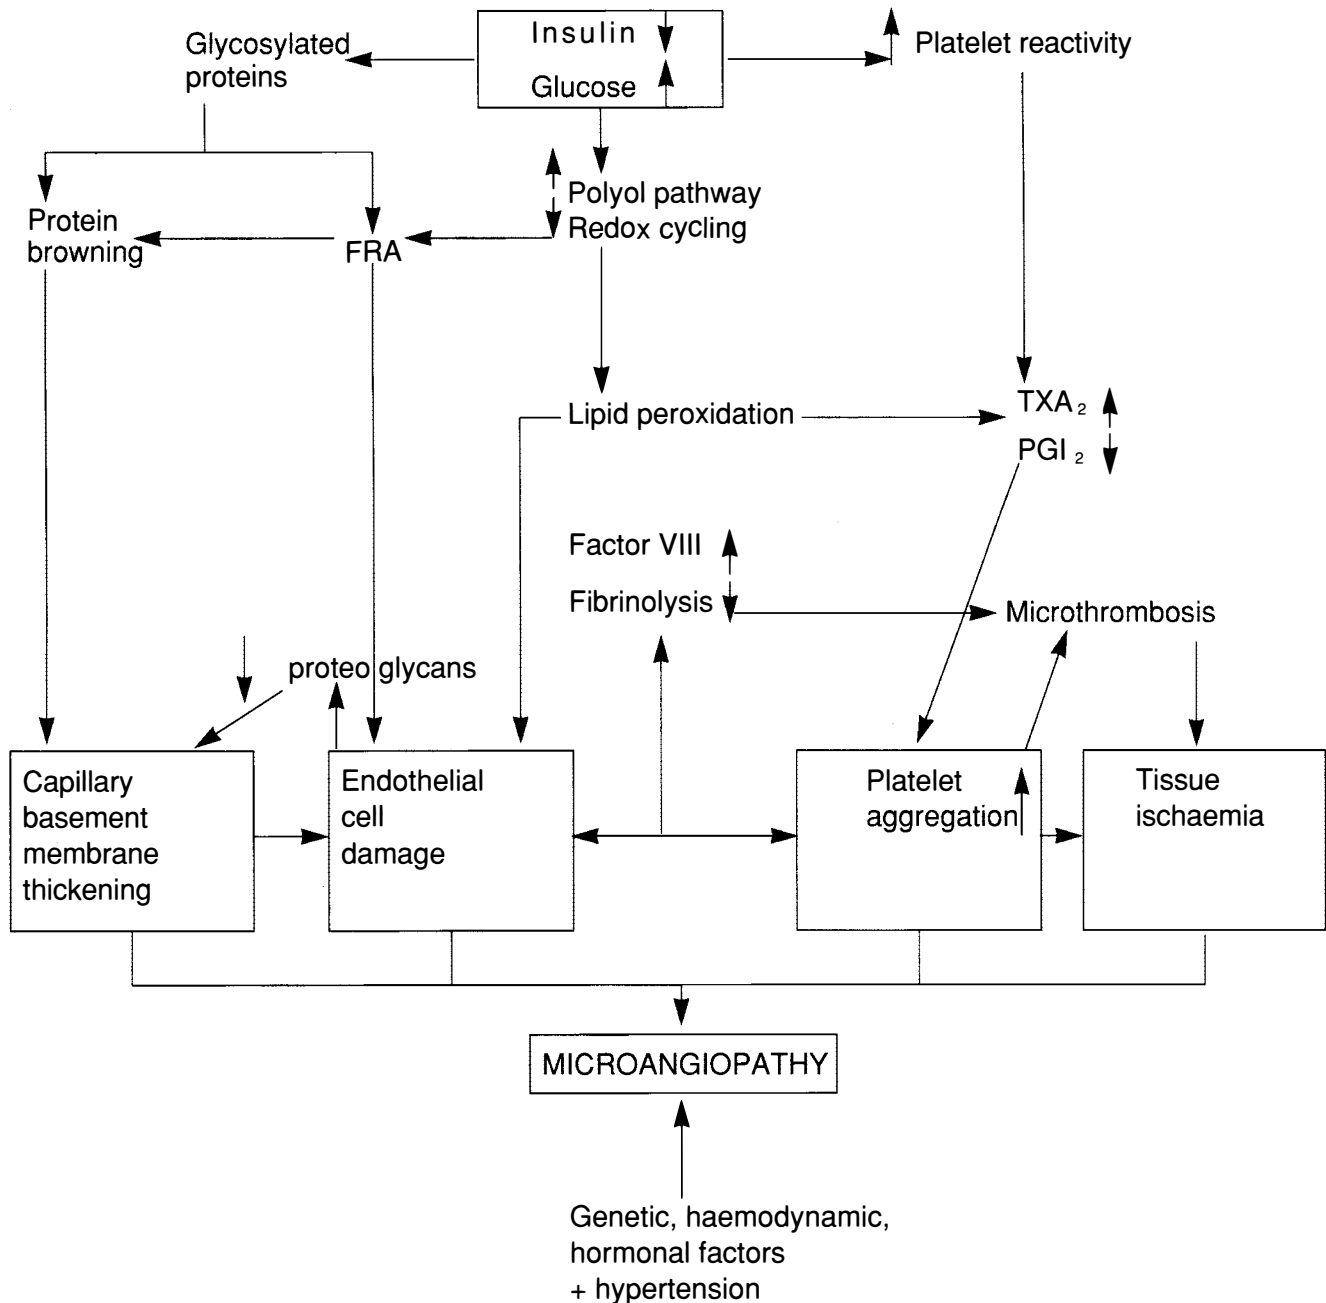 Insulin
Glucose
Glycosylated
proteins
Platelet reactivity
Polyol pathway
Redox cycling
Protein
browning
FRA
Lipid peroxidation
TXA₂
PGI₂
Factor VIII
Fibrinolysis
Microthrombosis
proteo glycans
Capillary
basement
membrane
thickening
Endothelial
cell
damage
Platelet
aggregation
Tissue
ischaemia
MICROANGIOPATHY
Genetic, haemodynamic,
hormonal factors
+ hypertension